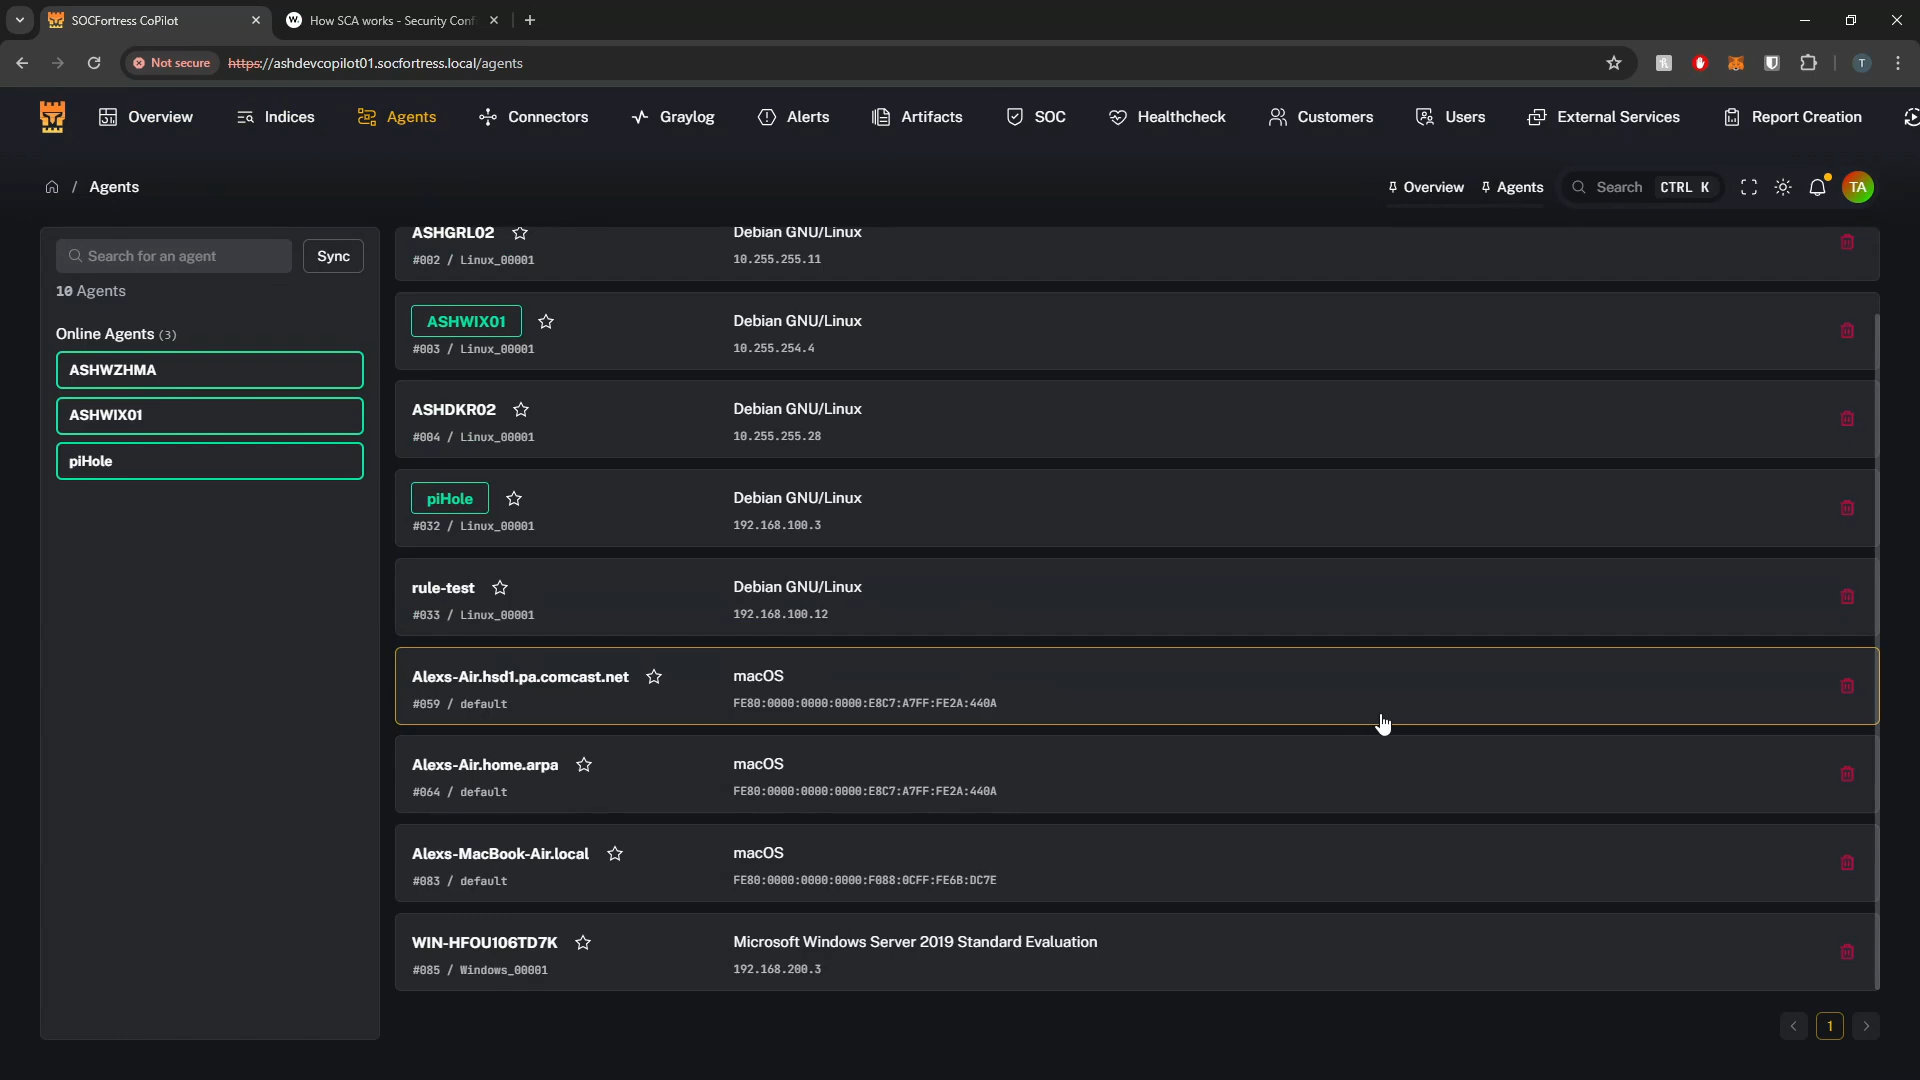 SOCFortress CoPilot
How SCA works - Security Conf
Not secure
https://ashdevcopilot01.socfortress.local/agents
T
Overview
Indices
Agents
Connectors
Graylog
Alerts
Artifacts
SOC
Healthcheck
Customers
Users
External Services
Report Creation
/ Agents
Overview
Agents
Search CTRL K
TA
Search for an agent
Sync
10 Agents
Online Agents (3)
ASHWZHMA
ASHWIX01
piHole
ASHGRL02
Debian GNU/Linux
#002 / Linux_00001
10.255.255.11
ASHWIX01
Debian GNU/Linux
#003 / Linux_00001
10.255.254.4
ASHDKR02
Debian GNU/Linux
#004 / Linux_00001
10.255.255.28
piHole
Debian GNU/Linux
#032 / Linux_00001
192.168.100.3
rule-test
Debian GNU/Linux
#033 / Linux_00001
192.168.100.12
Alexs-Air.hsd1.pa.comcast.net
macOS
#059 / default
FE80:0000:0000:0000:E8C7:A7FF:FE2A:440A
Alexs-Air.home.arpa
macOS
#064 / default
FE80:0000:0000:0000:E8C7:A7FF:FE2A:440A
Alexs-MacBook-Air.local
macOS
#083 / default
FE80:0000:0000:0000:F088:0CFF:FE6B:DC7E
WIN-HFOU106TD7K
Microsoft Windows Server 2019 Standard Evaluation
#085 / Windows_00001
192.168.200.3
1